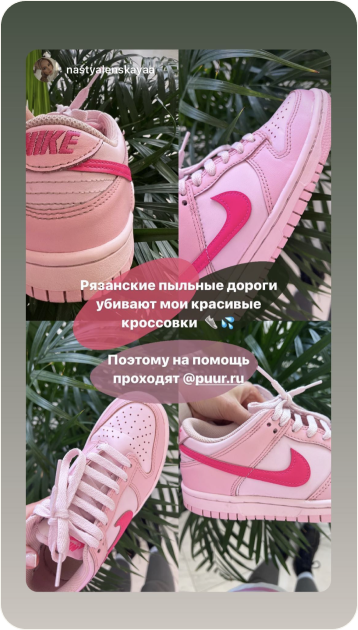 nastyalenskayaa
NIKE
Рязанские пыльные дороги
убивают мои красивые
кроссовки 👟💦
Поэтому на помощь
проходят @puur.ru